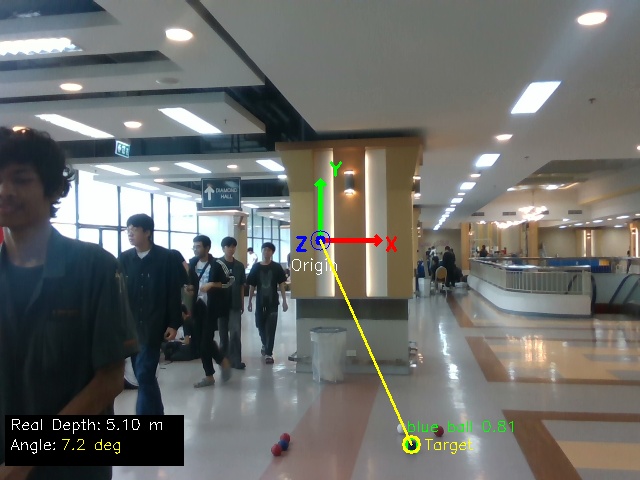 DIAMOND
HALL
Y
Z
X
Origin
blue ball 0.81
Target
Real Depth: 5.10 m
Angle: 7.2 deg